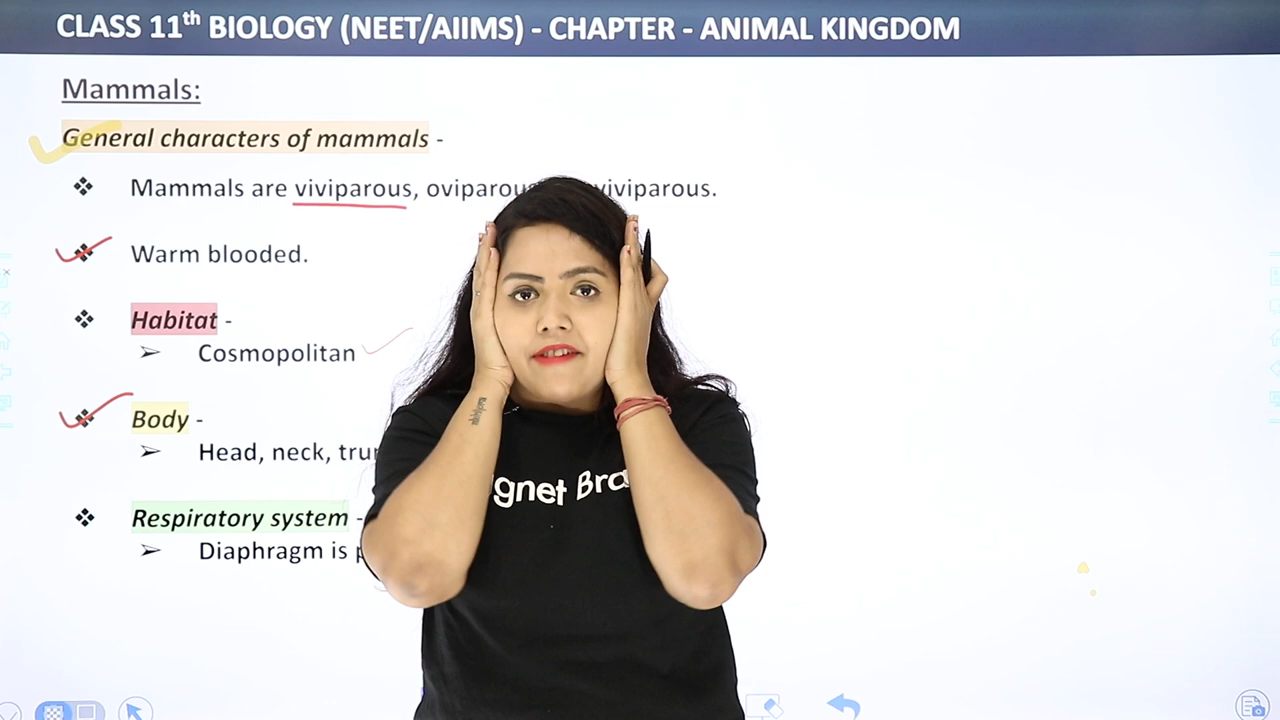 CLASS 11th BIOLOGY (NEET/AIIMS) - CHAPTER - ANIMAL KINGDOM
Mammals:
General characters of mammals -
Mammals are viviparous, oviparous viviparous.
Warm blooded.
Habitat -
Cosmopolitan
Body -
Head, neck,
Respiratory system -
Diaphragm is
gnet Bra